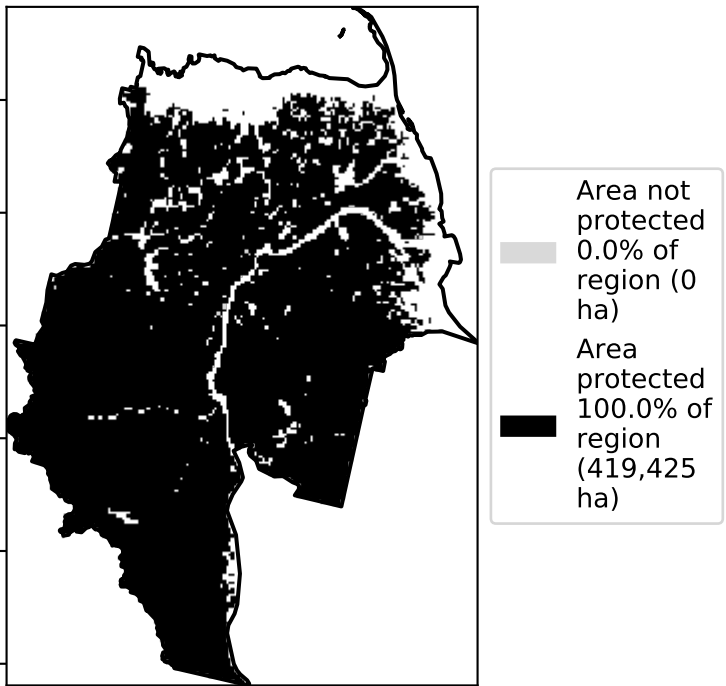 Area not
protected
0.0% of
region (0
ha)
Area
protected
100.0% of
region
(419,425
ha)